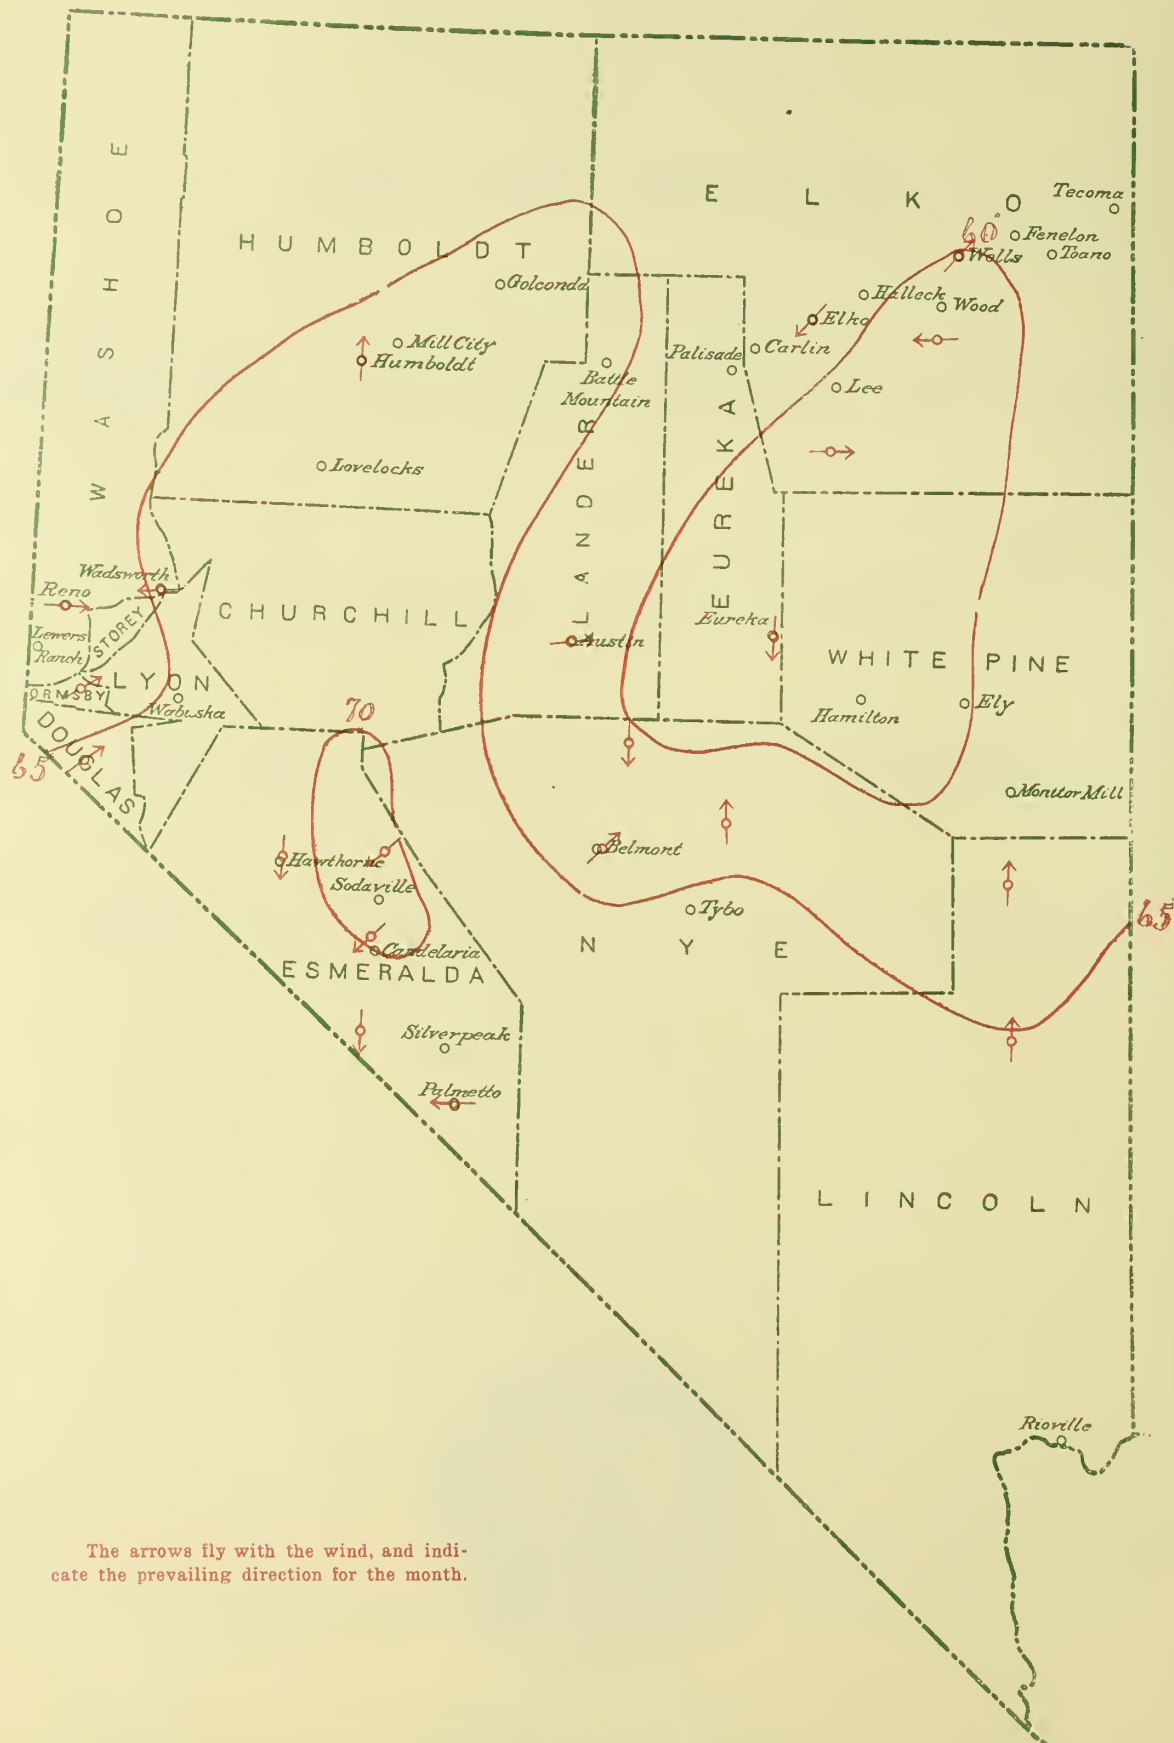 WASHOE
HUMBOLDT
ELKO
Tecoma
60°
Fenelon
Wells
Toano
Golconda
Halleck
Wood
Elko
Mill City
Humboldt
Palisade
Carlin
Battle
Mountain
Lee
Lovelocks
LANDER
EUREKA
Wadsworth
Reno
CHURCHILL
STOREY
Lewers
Ranch
Austin
Eureka
WHITE PINE
LYON
ORMSBY
Wabuska
Hamilton
Ely
DOUGLAS
70
65
Monitor Mill
Hawthorne
Belmont
Sodaville
Tybo
65°
Candelaria
NYE
ESMERALDA
Silverpeak
Palmetto
LINCOLN
Rioville
The arrows fly with the wind, and indi-
cate the prevailing direction for the month.